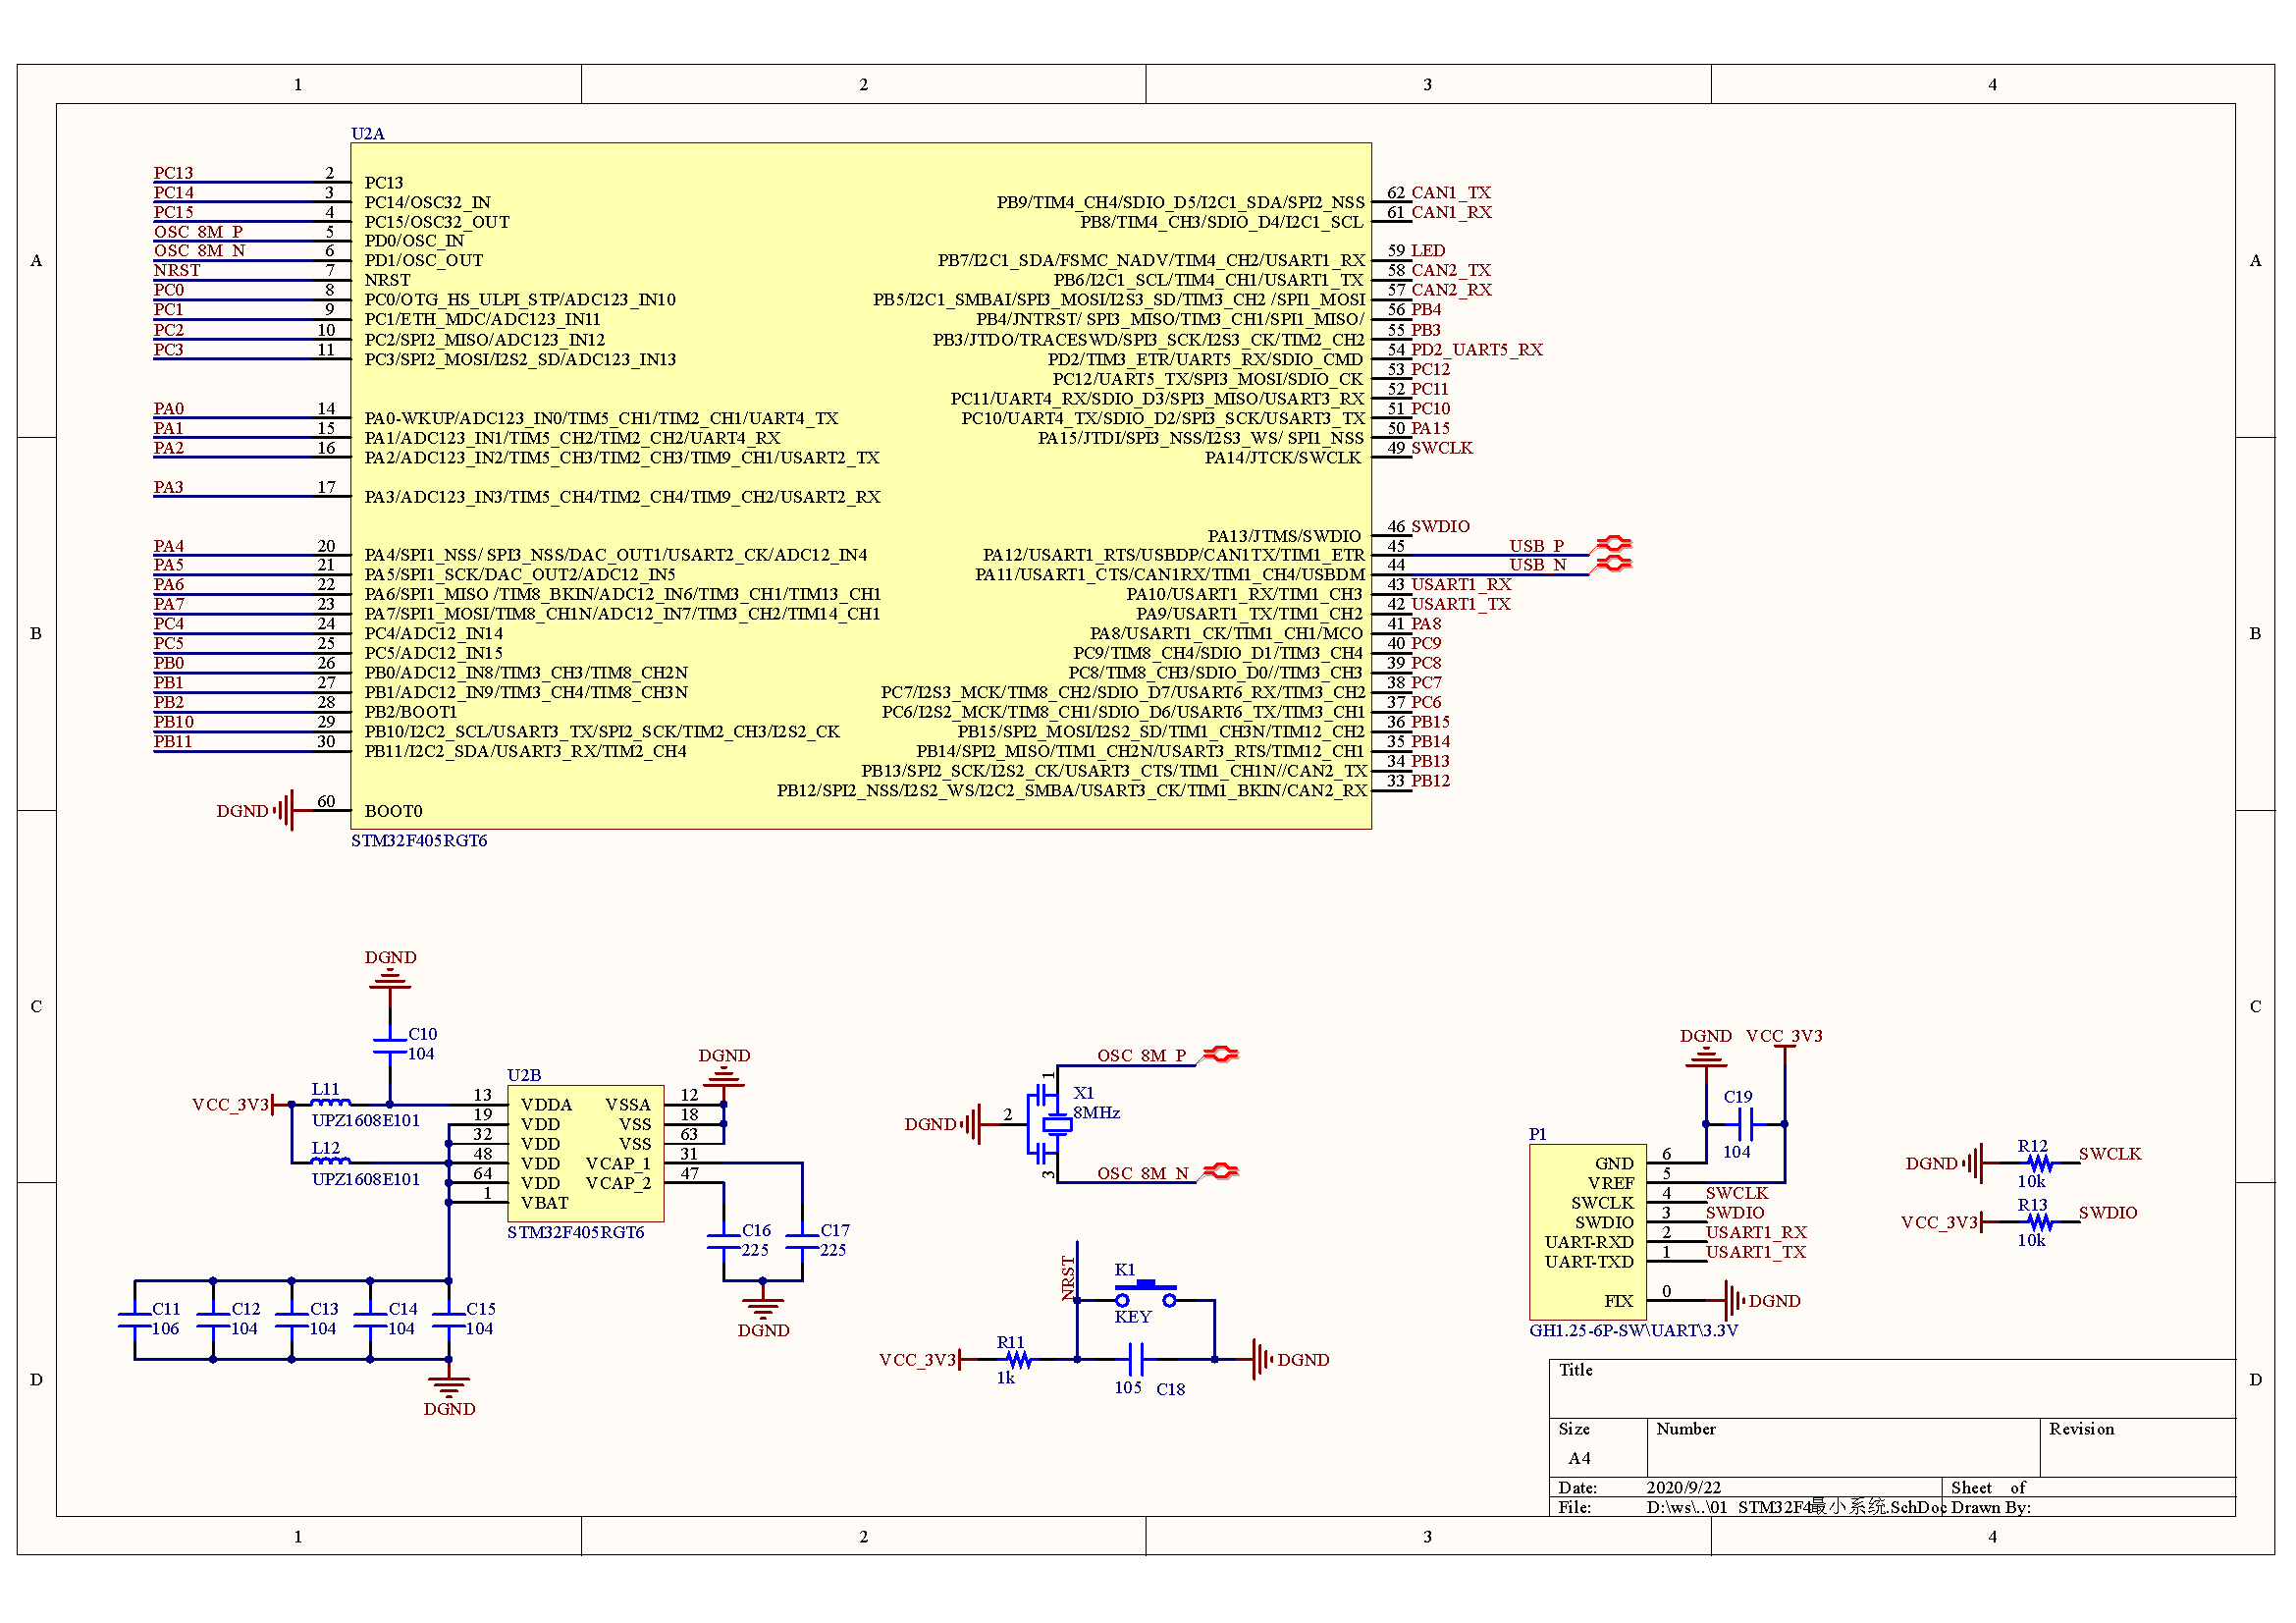 1 2 3 4
A A
B B
C C
D D
1 2 3 4
U2A
PC13 2 PC13
PC14 3 PC14/OSC32_IN
PC15 4 PC15/OSC32_OUT
OSC_8M_P 5 PD0/OSC_IN
OSC_8M_N 6 PD1/OSC_OUT
NRST 7 NRST
PC0 8 PC0/OTG_HS_ULPI_STP/ADC123_IN10
PC1 9 PC1/ETH_MDC/ADC123_IN11
PC2 10 PC2/SPI2_MISO/ADC123_IN12
PC3 11 PC3/SPI2_MOSI/I2S2_SD/ADC123_IN13
PA0 14 PA0-WKUP/ADC123_IN0/TIM5_CH1/TIM2_CH1/UART4_TX
PA1 15 PA1/ADC123_IN1/TIM5_CH2/TIM2_CH2/UART4_RX
PA2 16 PA2/ADC123_IN2/TIM5_CH3/TIM2_CH3/TIM9_CH1/USART2_TX
PA3 17 PA3/ADC123_IN3/TIM5_CH4/TIM2_CH4/TIM9_CH2/USART2_RX
PA4 20 PA4/SPI1_NSS/ SPI3_NSS/DAC_OUT1/USART2_CK/ADC12_IN4
PA5 21 PA5/SPI1_SCK/DAC_OUT2/ADC12_IN5
PA6 22 PA6/SPI1_MISO /TIM8_BKIN/ADC12_IN6/TIM3_CH1/TIM13_CH1
PA7 23 PA7/SPI1_MOSI/TIM8_CH1N/ADC12_IN7/TIM3_CH2/TIM14_CH1
PC4 24 PC4/ADC12_IN14
PC5 25 PC5/ADC12_IN15
PB0 26 PB0/ADC12_IN8/TIM3_CH3/TIM8_CH2N
PB1 27 PB1/ADC12_IN9/TIM3_CH4/TIM8_CH3N
PB2 28 PB2/BOOT1
PB10 29 PB10/I2C2_SCL/USART3_TX/SPI2_SCK/TIM2_CH3/I2S2_CK
PB11 30 PB11/I2C2_SDA/USART3_RX/TIM2_CH4
DGND 60 BOOT0
PB9/TIM4_CH4/SDIO_D5/I2C1_SDA/SPI2_NSS 62 CAN1_TX
PB8/TIM4_CH3/SDIO_D4/I2C1_SCL 61 CAN1_RX
PB7/I2C1_SDA/FSMC_NADV/TIM4_CH2/USART1_RX 59 LED
PB6/I2C1_SCL/TIM4_CH1/USART1_TX 58 CAN2_TX
PB5/I2C1_SMBAI/SPI3_MOSI/I2S3_SD/TIM3_CH2 /SPI1_MOSI 57 CAN2_RX
PB4/JNTRST/ SPI3_MISO/TIM3_CH1/SPI1_MISO/ 56 PB4
PB3/JTDO/TRACESWD/SPI3_SCK/I2S3_CK/TIM2_CH2 55 PB3
PD2/TIM3_ETR/UART5_RX/SDIO_CMD 54 PD2_UART5_RX
PC12/UART5_TX/SPI3_MOSI/SDIO_CK 53 PC12
PC11/UART4_RX/SDIO_D3/SPI3_MISO/USART3_RX 52 PC11
PC10/UART4_TX/SDIO_D2/SPI3_SCK/USART3_TX 51 PC10
PA15/JTDI/SPI3_NSS/I2S3_WS/ SPI1_NSS 50 PA15
PA14/JTCK/SWCLK 49 SWCLK
PA13/JTMS/SWDIO 46 SWDIO
PA12/USART1_RTS/USBDP/CAN1TX/TIM1_ETR 45 USB_P
PA11/USART1_CTS/CAN1RX/TIM1_CH4/USBDM 44 USB_N
PA10/USART1_RX/TIM1_CH3 43 USART1_RX
PA9/USART1_TX/TIM1_CH2 42 USART1_TX
PA8/USART1_CK/TIM1_CH1/MCO 41 PA8
PC9/TIM8_CH4/SDIO_D1/TIM3_CH4 40 PC9
PC8/TIM8_CH3/SDIO_D0//TIM3_CH3 39 PC8
PC7/I2S3_MCK/TIM8_CH2/SDIO_D7/USART6_RX/TIM3_CH2 38 PC7
PC6/I2S2_MCK/TIM8_CH1/SDIO_D6/USART6_TX/TIM3_CH1 37 PC6
PB15/SPI2_MOSI/I2S2_SD/TIM1_CH3N/TIM12_CH2 36 PB15
PB14/SPI2_MISO/TIM1_CH2N/USART3_RTS/TIM12_CH1 35 PB14
PB13/SPI2_SCK/I2S2_CK/USART3_CTS/TIM1_CH1N//CAN2_TX 34 PB13
PB12/SPI2_NSS/I2S2_WS/I2C2_SMBA/USART3_CK/TIM1_BKIN/CAN2_RX 33 PB12
STM32F405RGT6
DGND
C10
104
VCC_3V3
L11
UPZ1608E101
L12
UPZ1608E101
U2B
13 VDDA VSSA 12
19 VDD VSS 18
32 VDD VSS 63
48 VDD VCAP_1 31
64 VDD VCAP_2 47
1 VBAT
STM32F405RGT6
DGND
C16
225
C17
225
DGND
C11
106
C12
104
C13
104
C14
104
C15
104
DGND
OSC_8M_P
1
X1
8MHz
DGND 2
3
OSC_8M_N
NRST
K1
KEY
VCC_3V3
R11
1k
105 C18
DGND
DGND VCC_3V3
C19
104
P1
GND 6
VREF 5
SWCLK 4 SWCLK
SWDIO 3 SWDIO
UART-RXD 2 USART1_RX
UART-TXD 1 USART1_TX
FIX 0 DGND
GH1.25-6P-SW\UART\3.3V
DGND R12 SWCLK
10k
VCC_3V3 R13 SWDIO
10k
Title
Size Number Revision
A4
Date: 2020/9/22 Sheet of
File: D:\ws\..\01_STM32F4最小系统.SchDoc Drawn By: